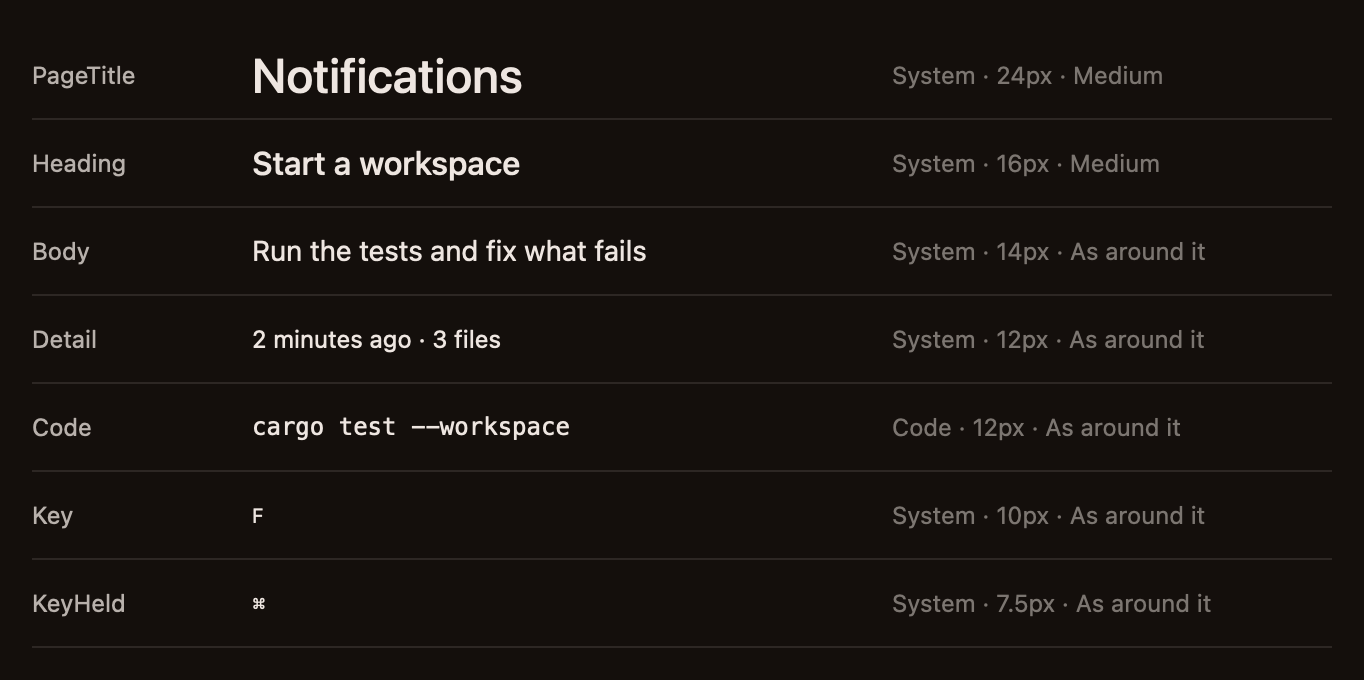 PageTitle Notifications System · 24px · Medium
Heading Start a workspace System · 16px · Medium
Body Run the tests and fix what fails System · 14px · As around it
Detail 2 minutes ago · 3 files System · 12px · As around it
Code cargo test --workspace Code · 12px · As around it
Key F System · 10px · As around it
KeyHeld ⌘ System · 7.5px · As around it